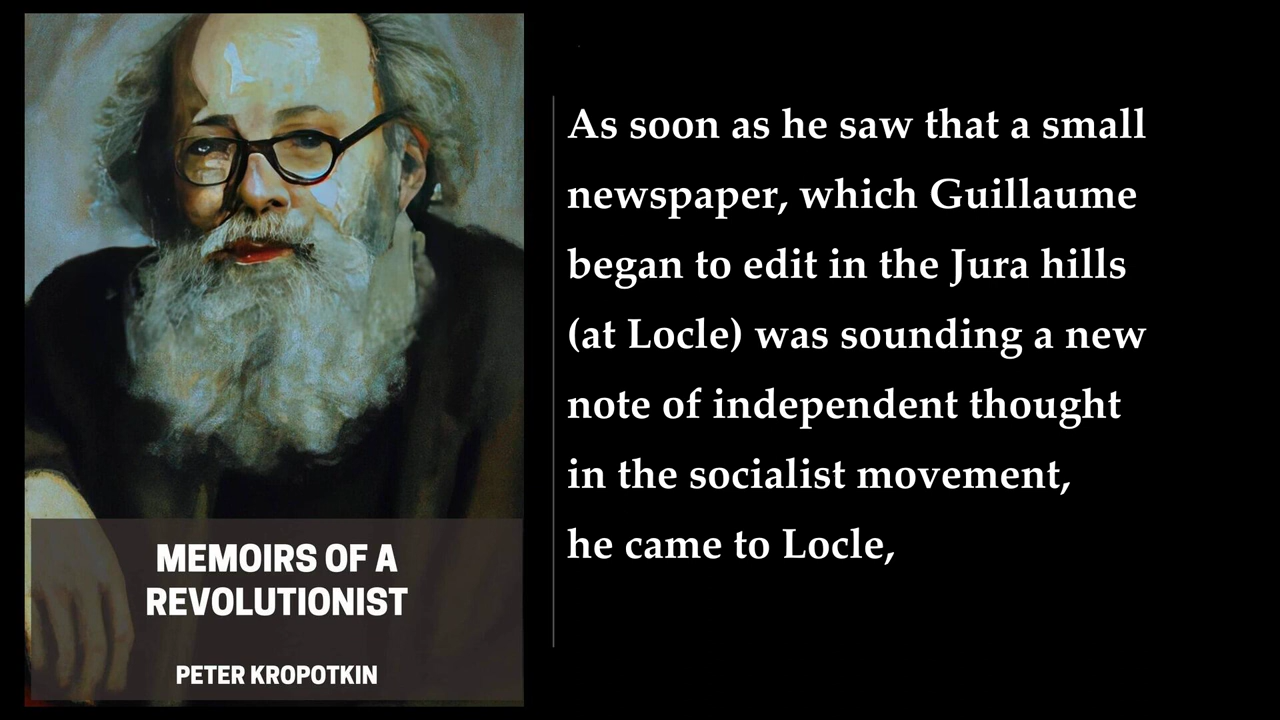 MEMOIRS OF A
REVOLUTIONIST
PETER KROPOTKIN
As soon as he saw that a small
newspaper, which Guillaume
began to edit in the Jura hills
(at Locle) was sounding a new
note of independent thought
in the socialist movement,
he came to Locle,